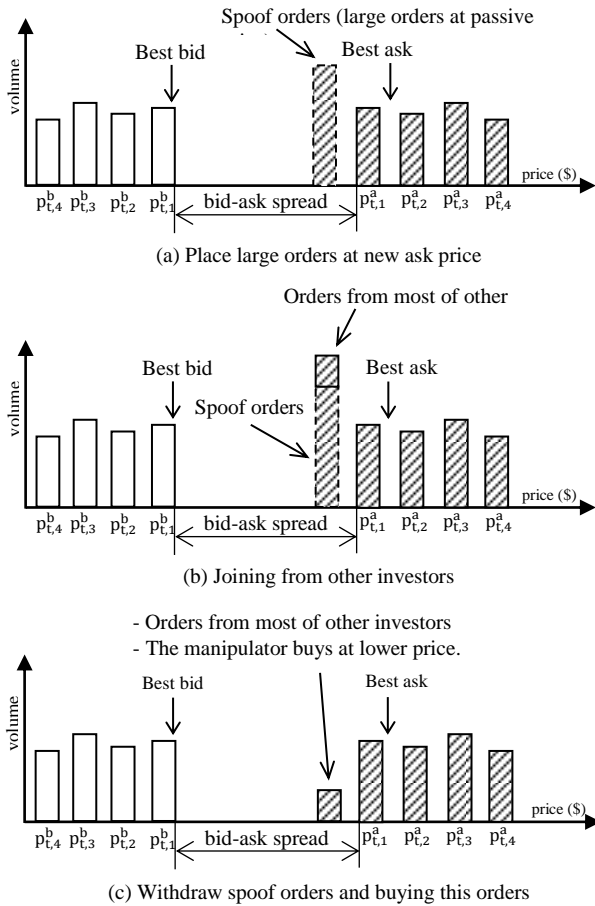 Spoof orders (large orders at passive
Best bid
Best ask
volume
price ($)
p^b_{t,4} p^b_{t,3} p^b_{t,2} p^b_{t,1} bid-ask spread p^a_{t,1} p^a_{t,2} p^a_{t,3} p^a_{t,4}
(a) Place large orders at new ask price
Orders from most of other
Best bid
Best ask
Spoof orders
volume
price ($)
p^b_{t,4} p^b_{t,3} p^b_{t,2} p^b_{t,1} bid-ask spread p^a_{t,1} p^a_{t,2} p^a_{t,3} p^a_{t,4}
(b) Joining from other investors
- Orders from most of other investors
- The manipulator buys at lower price.
Best bid
Best ask
volume
price ($)
p^b_{t,4} p^b_{t,3} p^b_{t,2} p^b_{t,1} bid-ask spread p^a_{t,1} p^a_{t,2} p^a_{t,3} p^a_{t,4}
(c) Withdraw spoof orders and buying this orders